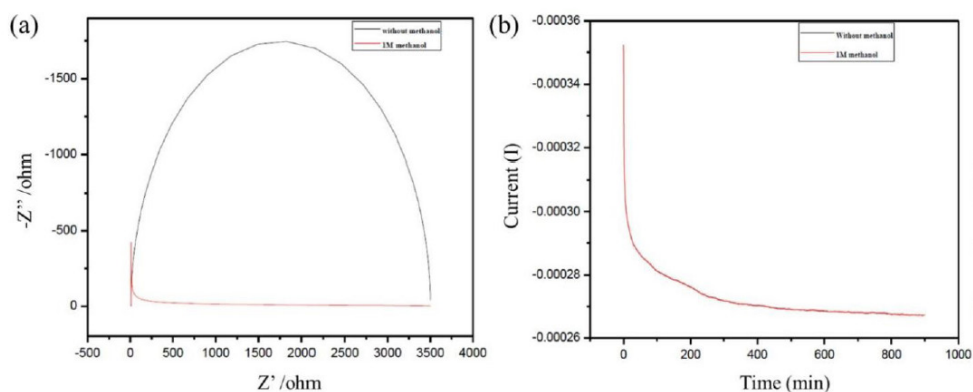 (a)
without methanol
1M methanol
-1500
-1000
-500
0
-500 0 500 1000 1500 2000 2500 3000 3500 4000
-Z’’ /ohm
Z’ /ohm
(b)
Without methanol
1M methanol
-0.00036
-0.00034
-0.00032
-0.00030
-0.00028
-0.00026
0 200 400 600 800 1000
Current (I)
Time (min)